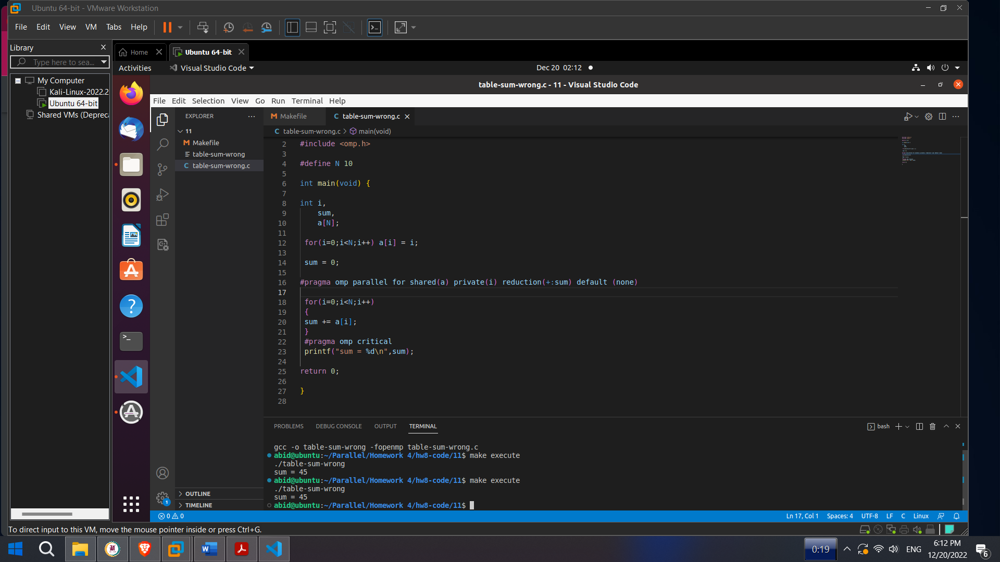 Ubuntu 64-bit - VMware Workstation
File Edit View VM Tabs Help
Library
Type here to sea...
My Computer
Kali-Linux-2022.2
Ubuntu 64-bit
Shared VMs (Depreca
Home
Ubuntu 64-bit
Activities
Visual Studio Code
Dec 20 02:12
table-sum-wrong.c - 11 - Visual Studio Code
File Edit Selection View Go Run Terminal Help
EXPLORER
11
Makefile
table-sum-wrong
table-sum-wrong.c
OUTLINE
TIMELINE
Makefile
table-sum-wrong.c
table-sum-wrong.c > main(void)
2 #include <omp.h>
3
4 #define N 10
5
6 int main(void) {
7
8 int i,
9 sum,
10 a[N];
11
12 for(i=0;i<N;i++) a[i] = i;
13
14 sum = 0;
15
16 #pragma omp parallel for shared(a) private(i) reduction(+:sum) default (none)
17
18 for(i=0;i<N;i++)
19 {
20 sum += a[i];
21 }
22 #pragma omp critical
23 printf("sum = %d\n",sum);
24
25 return 0;
26
27 }
28
PROBLEMS DEBUG CONSOLE OUTPUT TERMINAL
bash
gcc -o table-sum-wrong -fopenmp table-sum-wrong.c
abid@ubuntu:~/Parallel/Homework 4/hw8-code/11$ make execute
./table-sum-wrong
sum = 45
abid@ubuntu:~/Parallel/Homework 4/hw8-code/11$ make execute
./table-sum-wrong
sum = 45
abid@ubuntu:~/Parallel/Homework 4/hw8-code/11$
1
0 0
Ln 17, Col 1 Spaces: 4 UTF-8 LF C Linux
To direct input to this VM, move the mouse pointer inside or press Ctrl+G.
0:19
ENG
6:12 PM
12/20/2022
6